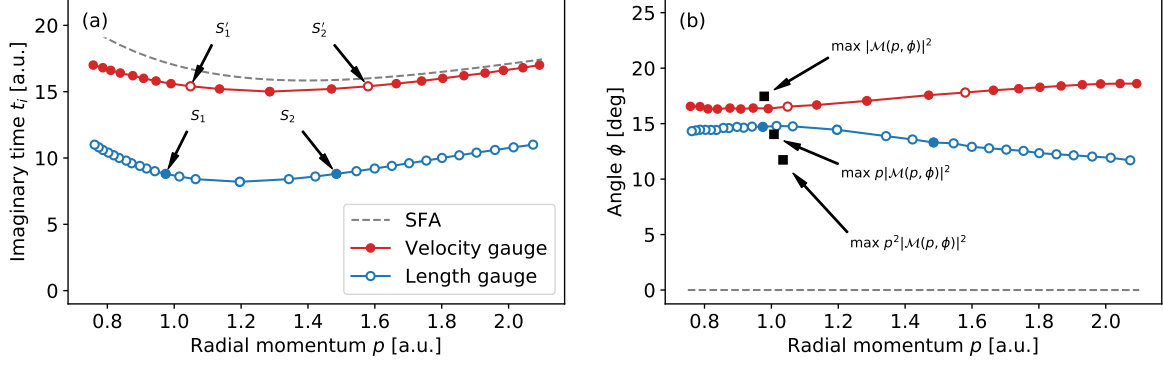 (a)
S′₁
S′₂
S₁
S₂
20
15
10
5
0
Imaginary time tᵢ [a.u.]
SFA
Velocity gauge
Length gauge
0.8 1.0 1.2 1.4 1.6 1.8 2.0
Radial momentum p [a.u.]
(b)
max |ℳ(p, ϕ)|²
max p|ℳ(p, ϕ)|²
max p²|ℳ(p, ϕ)|²
25
20
15
10
5
0
Angle ϕ [deg]
0.8 1.0 1.2 1.4 1.6 1.8 2.0
Radial momentum p [a.u.]